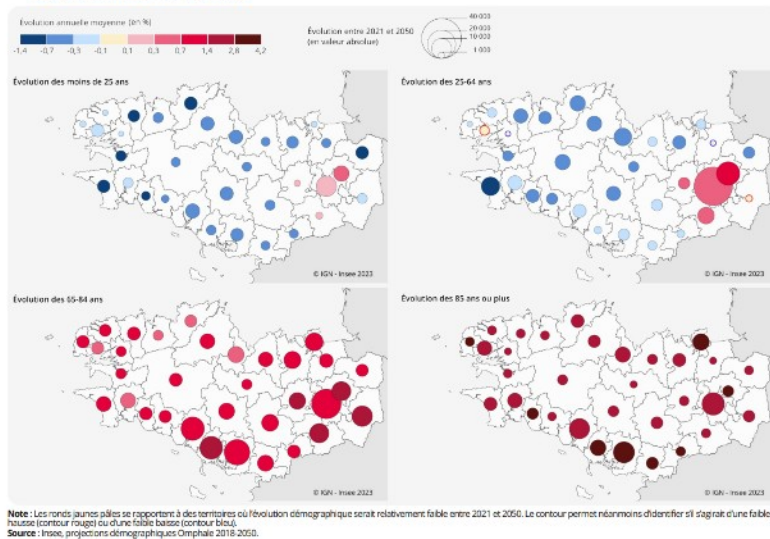 Évolution annuelle moyenne (en %)
-1,4 -0,7 -0,3 -0,1 0,1 0,3 0,7 1,4 2,8 4,2
Évolution entre 2021 et 2050
(en valeur absolue)
40 000
20 000
10 000
1 000
Évolution des moins de 25 ans
Évolution des 25-64 ans
© IGN - Insee 2023
© IGN - Insee 2023
Évolution des 65-84 ans
Évolution des 85 ans ou plus
© IGN - Insee 2023
© IGN - Insee 2023
Note : Les ronds jaunes pâles se rapportent à des territoires où l'évolution démographique serait relativement faible entre 2021 et 2050. Le contour permet néanmoins d'identifier s'il s'agirait d'une faible
hausse (contour rouge) ou d'une faible baisse (contour bleu).
Source : Insee, projections démographiques Omphale 2018-2050.